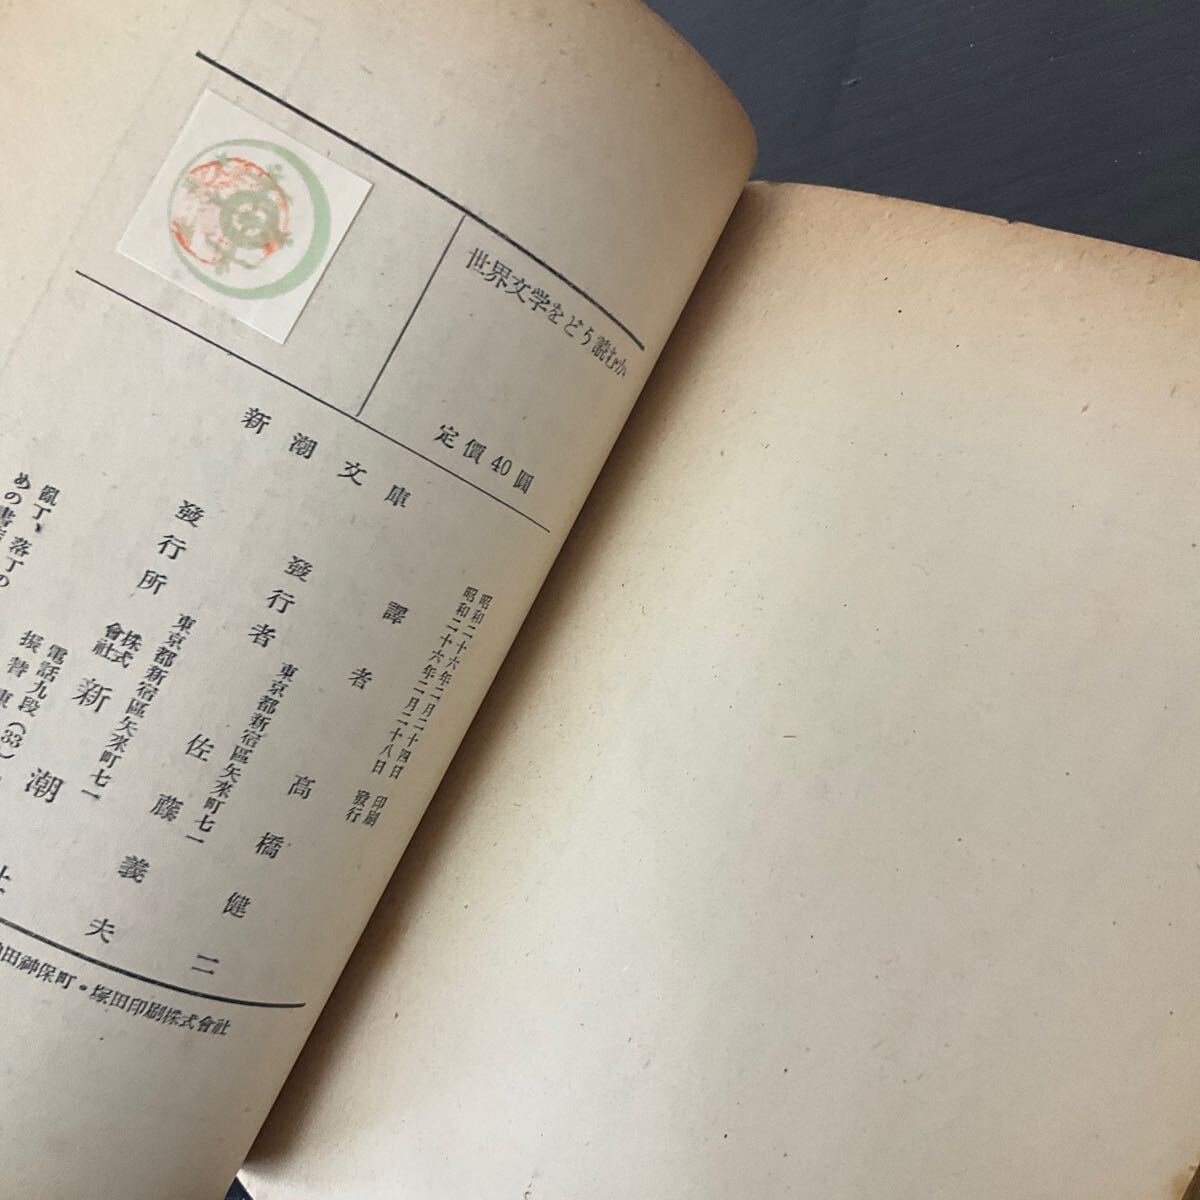 世界文学をどう読むか
定價40圓
新潮文庫
昭和二十六年二月二十四日 印刷
昭和二十六年二月二十八日 發行
譯者 高橋健二
東京都新宿區矢來町七一
發行者 佐藤義夫
東京都新宿區矢來町七一
發行所 株式會社 新潮
電話九段(33)
振替東
亂丁、落丁の
めの書
田神保町・塚田印刷株式會社